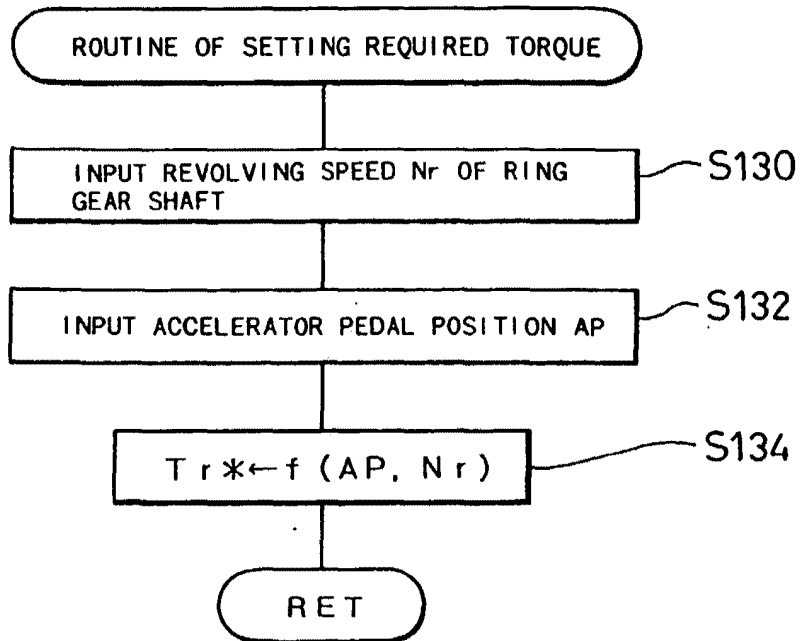 ROUTINE OF SETTING REQUIRED TORQUE
INPUT REVOLVING SPEED Nr OF RING
GEAR SHAFT
S130
INPUT ACCELERATOR PEDAL POSITION AP
S132
Tr*←f (AP, Nr)
S134
RET